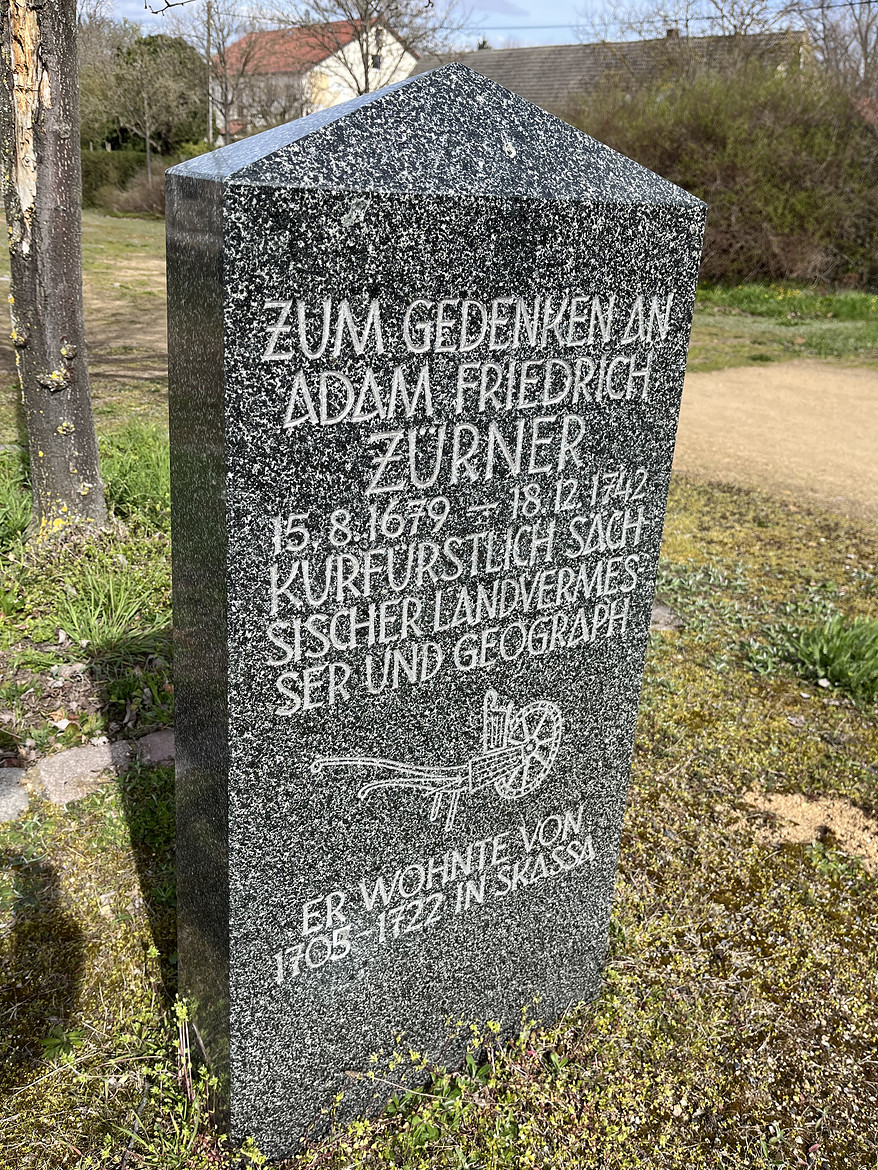 ZUM GEDENKEN AN
ADAM FRIEDRICH
ZÜRNER
15.8.1679 – 18.12.1742
KURFÜRSTLICH SÄCH
SISCHER LANDVERMES
SER UND GEOGRAPH
ER WOHNTE VON
1705-1722 IN SKASSA